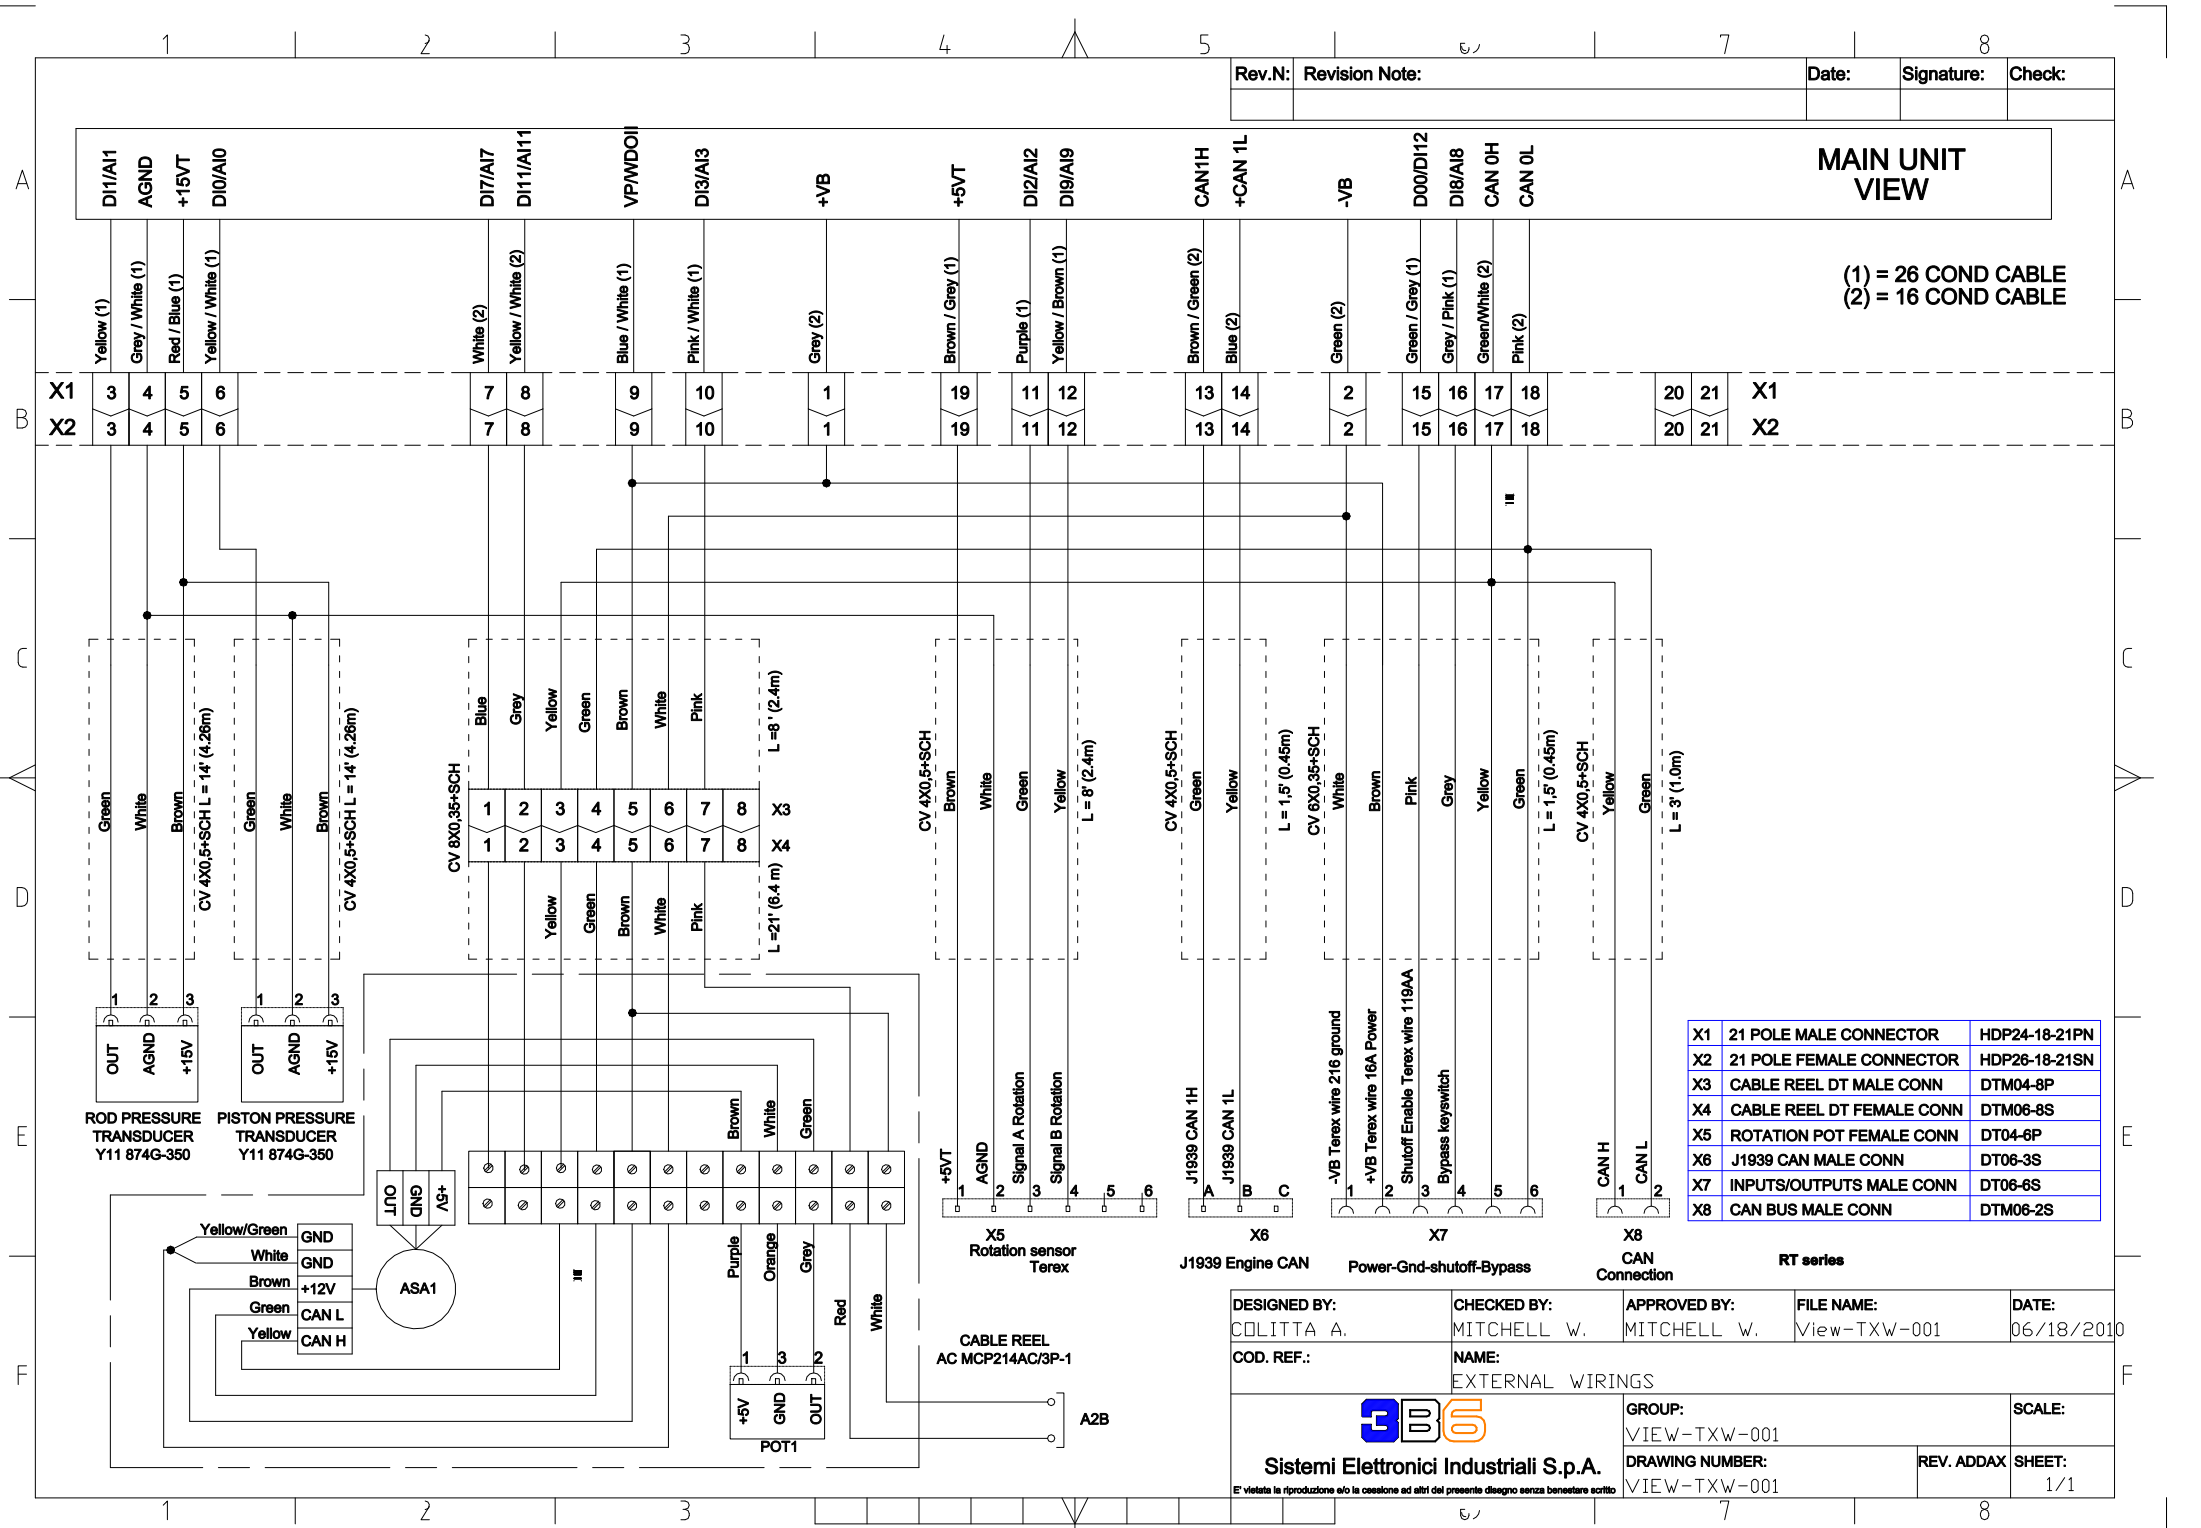 1 2 3 4 5 6 7 8
Rev.N: Revision Note: Date: Signature: Check:
A A
DI1/AI1 AGND +15VT DI0/AI0 DI7/AI7 DI11/AI11 VP/WDOII DI3/AI3 +VB +5VT DI2/AI2 DI9/AI9 CAN1H +CAN 1L -VB D00/DI12 DI8/AI8 CAN 0H CAN 0L
MAIN UNIT
VIEW
(1) = 26 COND CABLE
(2) = 16 COND CABLE
Yellow (1) Grey / White (1) Red / Blue (1) Yellow / White (1) White (2) Yellow / White (2) Blue / White (1) Pink / White (1) Grey (2) Brown / Grey (1) Purple (1) Yellow / Brown (1) Brown / Green (2) Blue (2) Green (2) Green / Grey (1) Grey / Pink (1) Green/White (2) Pink (2)
X1 3 4 5 6 7 8 9 10 1 19 11 12 13 14 2 15 16 17 18 20 21 X1
B B
X2 3 4 5 6 7 8 9 10 1 19 11 12 13 14 2 15 16 17 18 20 21 X2
C C
Green White Brown
CV 4X0,5+SCH L = 14' (4.26m)
Green White Brown
CV 4X0,5+SCH L = 14' (4.26m)
CV 8X0,35+SCH
Blue Grey Yellow Green Brown White Pink
L =8 ' (2.4m)
1 2 3 4 5 6 7 8 X3
1 2 3 4 5 6 7 8 X4
Yellow Green Brown White Pink
L =21' (6.4 m)
CV 4X0,5+SCH
Brown White Green Yellow
L = 8' (2.4m)
CV 4X0,5+SCH
Green Yellow
L = 1,5' (0.45m)
CV 6X0,35+SCH
White Brown Pink Grey Yellow Green
L = 1,5' (0.45m)
CV 4X0,5+SCH
Yellow Green
L = 3' (1.0m)
D D
1 2 3 1 2 3
OUT AGND +15V OUT AGND +15V
ROD PRESSURE
TRANSDUCER
Y11 874G-350
PISTON PRESSURE
TRANSDUCER
Y11 874G-350
E E
Brown White Green
OUT GND +5V
Yellow/Green GND
White GND
Brown +12V
Green CAN L
Yellow CAN H
ASA1
Purple Orange Grey Red White
1 3 2
+5V GND OUT
POT1
CABLE REEL
AC MCP214AC/3P-1
A2B
+5VT AGND Signal A Rotation Signal B Rotation
1 2 3 4 5 6
X5
Rotation sensor
Terex
J1939 CAN 1H J1939 CAN 1L
A B C
X6
J1939 Engine CAN
-VB Terex wire 216 ground
+VB Terex wire 16A Power
Shutoff Enable Terex wire 119AA
Bypass keyswitch
1 2 3 4 5 6
X7
Power-Gnd-shutoff-Bypass
CAN H CAN L
1 2
X8
CAN
Connection
X1 21 POLE MALE CONNECTOR HDP24-18-21PN
X2 21 POLE FEMALE CONNECTOR HDP26-18-21SN
X3 CABLE REEL DT MALE CONN DTM04-8P
X4 CABLE REEL DT FEMALE CONN DTM06-8S
X5 ROTATION POT FEMALE CONN DT04-6P
X6 J1939 CAN MALE CONN DT06-3S
X7 INPUTS/OUTPUTS MALE CONN DT06-6S
X8 CAN BUS MALE CONN DTM06-2S
RT series
DESIGNED BY: CHECKED BY: APPROVED BY: FILE NAME: DATE:
COLITTA A. MITCHELL W. MITCHELL W. View-TXW-001 06/18/2010
COD. REF.: NAME:
EXTERNAL WIRINGS
F F
3B6
GROUP: SCALE:
VIEW-TXW-001
Sistemi Elettronici Industriali S.p.A.
DRAWING NUMBER: REV. ADDAX SHEET:
VIEW-TXW-001 1/1
E' vietata la riproduzione e/o la cessione ad altri del presente disegno senza benestare scritto
1 2 3 6 7 8